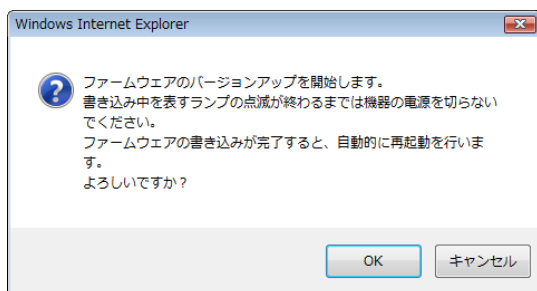 Windows Internet Explorer
ファームウェアのバージョンアップを開始します。
書き込み中を表すランプの点滅が終わるまでは機器の電源を切らない
でください。
ファームウェアの書き込みが完了すると、自動的に再起動を行いま
す。
よろしいですか？
OK
キャンセル